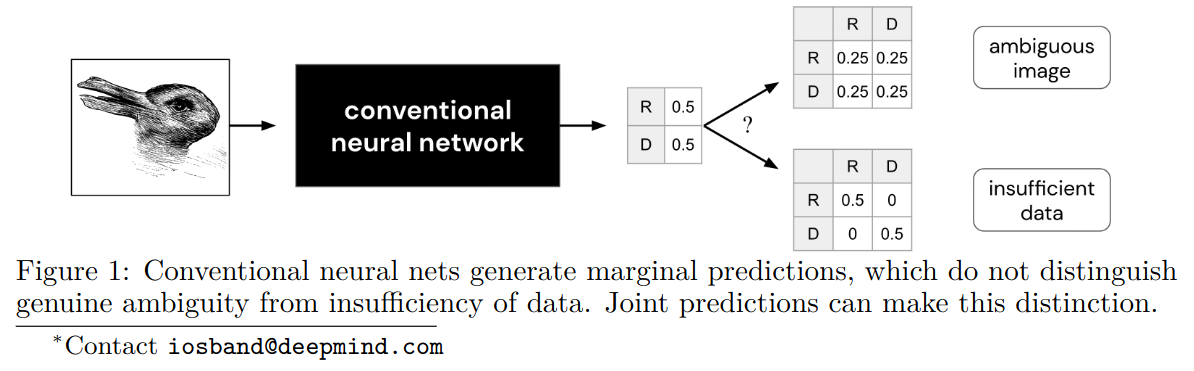 conventional
neural network
R 0.5
D 0.5
?
R D
R 0.25 0.25
D 0.25 0.25
ambiguous
image
R D
R 0.5 0
D 0 0.5
insufficient
data
Figure 1: Conventional neural nets generate marginal predictions, which do not distinguish
genuine ambiguity from insufficiency of data. Joint predictions can make this distinction.
*Contact iosband@deepmind.com